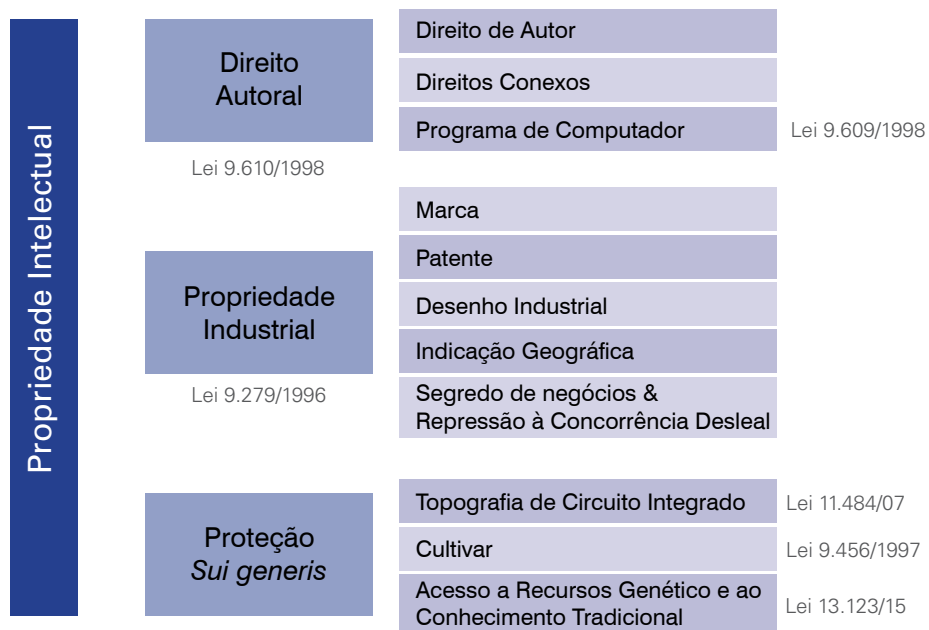 Propriedade Intelectual
Direito
Autoral
Lei 9.610/1998
Direito de Autor
Direitos Conexos
Programa de Computador
Lei 9.609/1998
Propriedade
Industrial
Lei 9.279/1996
Marca
Patente
Desenho Industrial
Indicação Geográfica
Segredo de negócios &
Repressão à Concorrência Desleal
Proteção
Sui generis
Topografia de Circuito Integrado
Lei 11.484/07
Cultivar
Lei 9.456/1997
Acesso a Recursos Genético e ao
Conhecimento Tradicional
Lei 13.123/15